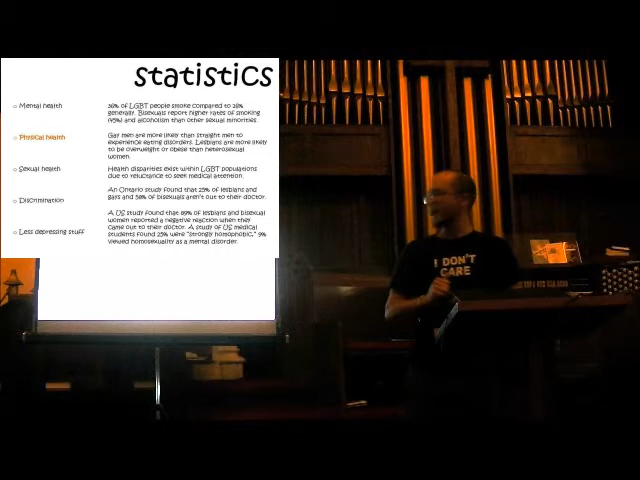 statistics
Mental health
Physical health
Sexual health
Discrimination
Less depressing stuff
36% of LGBT people smoke compared to 28%
generally. Bisexuals report higher rates of smoking
(45%) and alcoholism than other sexual minorities.
Gay men are more likely than straight men to
experience eating disorders. Lesbians are more likely
to be overweight or obese than heterosexual
women.
Health disparities exist within LGBT populations
due to reluctance to seek medical attention.
An Ontario study found that 25% of lesbians and
gays and 58% of bisexuals aren't out to their doctor.
A US study found that 89% of lesbians and bisexual
women reported a negative reaction when they
came out to their doctor. A study of US medical
students found 25% were "strongly homophobic," 9%
viewed homosexuality as a mental disorder.
I DON'T
CARE